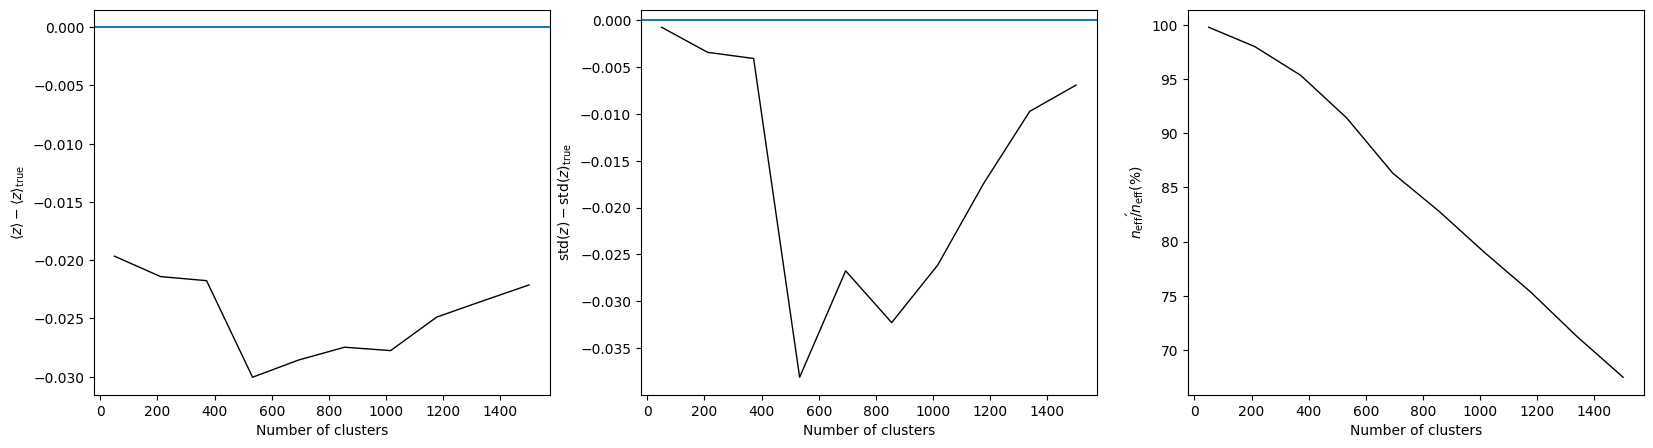 0.000
−0.005
−0.010
−0.015
−0.020
−0.025
−0.030
⟨z⟩ − ⟨z⟩true
0 200 400 600 800 1000 1200 1400
Number of clusters
0.000
−0.005
−0.010
−0.015
−0.020
−0.025
−0.030
−0.035
std(z) − std(z)true
0 200 400 600 800 1000 1200 1400
Number of clusters
100
95
90
85
80
75
70
n′eff/neff(%)
0 200 400 600 800 1000 1200 1400
Number of clusters